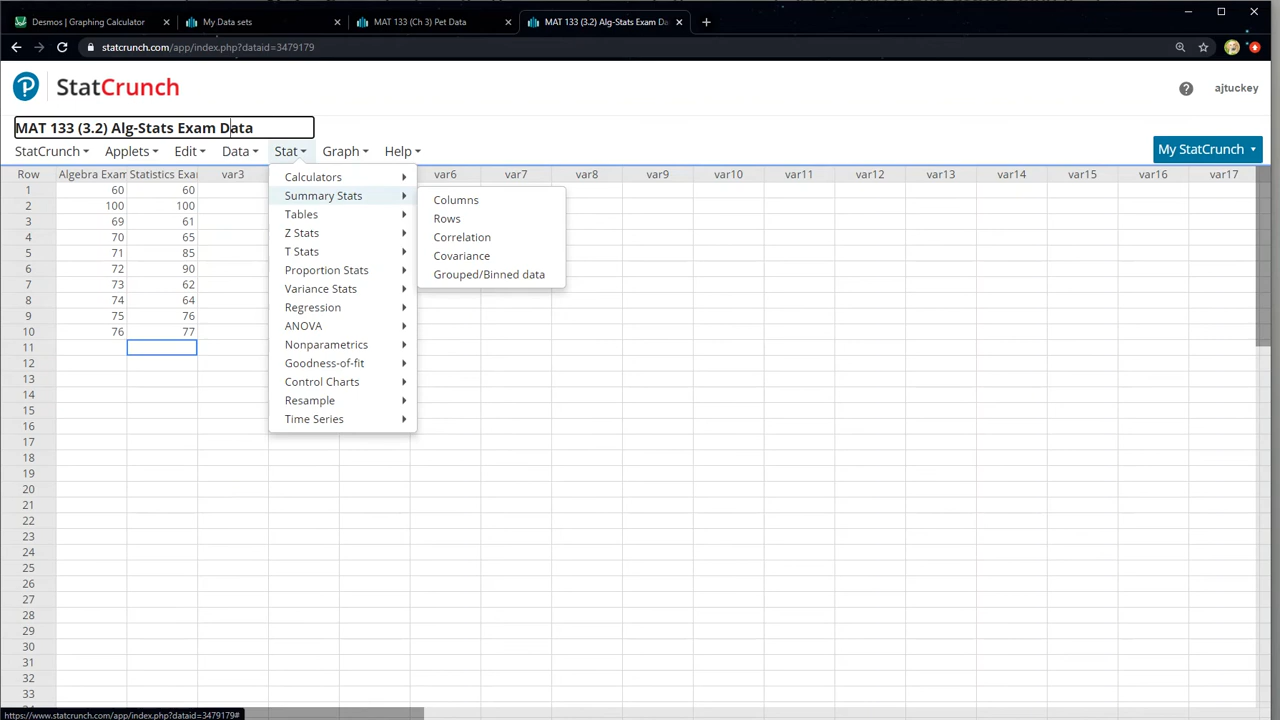 Desmos | Graphing Calculator
My Data sets
MAT 133 (Ch 3) Pet Data
MAT 133 (3.2) Alg-Stats Exam Da
statcrunch.com/app/index.php?dataid=3479179
P StatCrunch
? ajtuckey
MAT 133 (3.2) Alg-Stats Exam Data
StatCrunch Applets Edit Data Stat Graph Help
My StatCrunch
Row Algebra Exam Statistics Exa var3 var6 var7 var8 var9 var10 var11 var12 var13 var14 var15 var16 var17
1 60 60
2 100 100
3 69 61
4 70 65
5 71 85
6 72 90
7 73 62
8 74 64
9 75 76
10 76 77
11
12
13
14
15
16
17
18
19
20
21
22
23
24
25
26
27
28
29
30
31
32
33
Calculators
Summary Stats
Tables
Z Stats
T Stats
Proportion Stats
Variance Stats
Regression
ANOVA
Nonparametrics
Goodness-of-fit
Control Charts
Resample
Time Series
Columns
Rows
Correlation
Covariance
Grouped/Binned data
https://www.statcrunch.com/app/index.php?dataid=3479179#